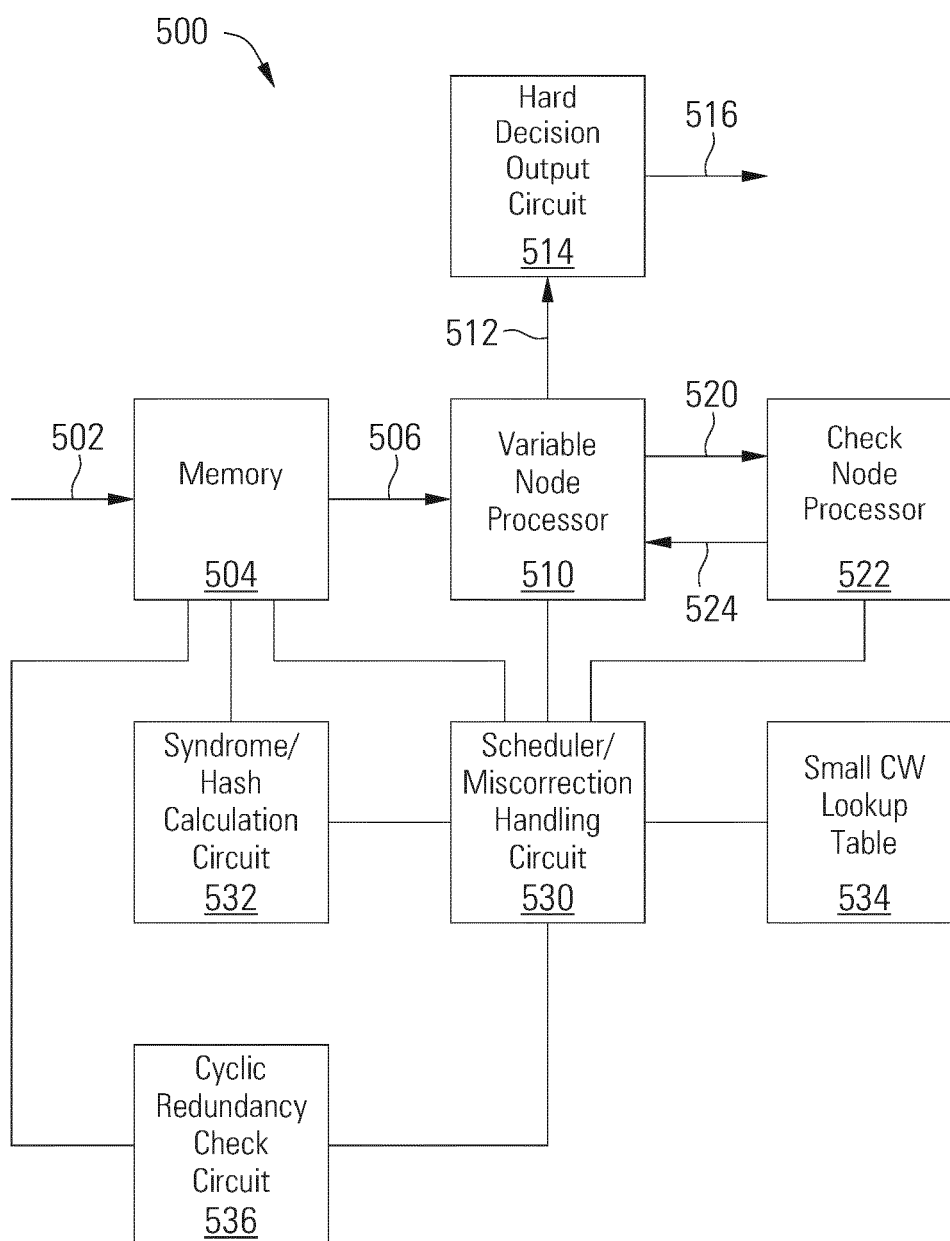 500
Hard
Decision
Output
Circuit
514
516
512
502
Memory
504
506
Variable
Node
Processor
510
520
524
Check
Node
Processor
522
Syndrome/
Hash
Calculation
Circuit
532
Scheduler/
Miscorrection
Handling
Circuit
530
Small CW
Lookup
Table
534
Cyclic
Redundancy
Check
Circuit
536